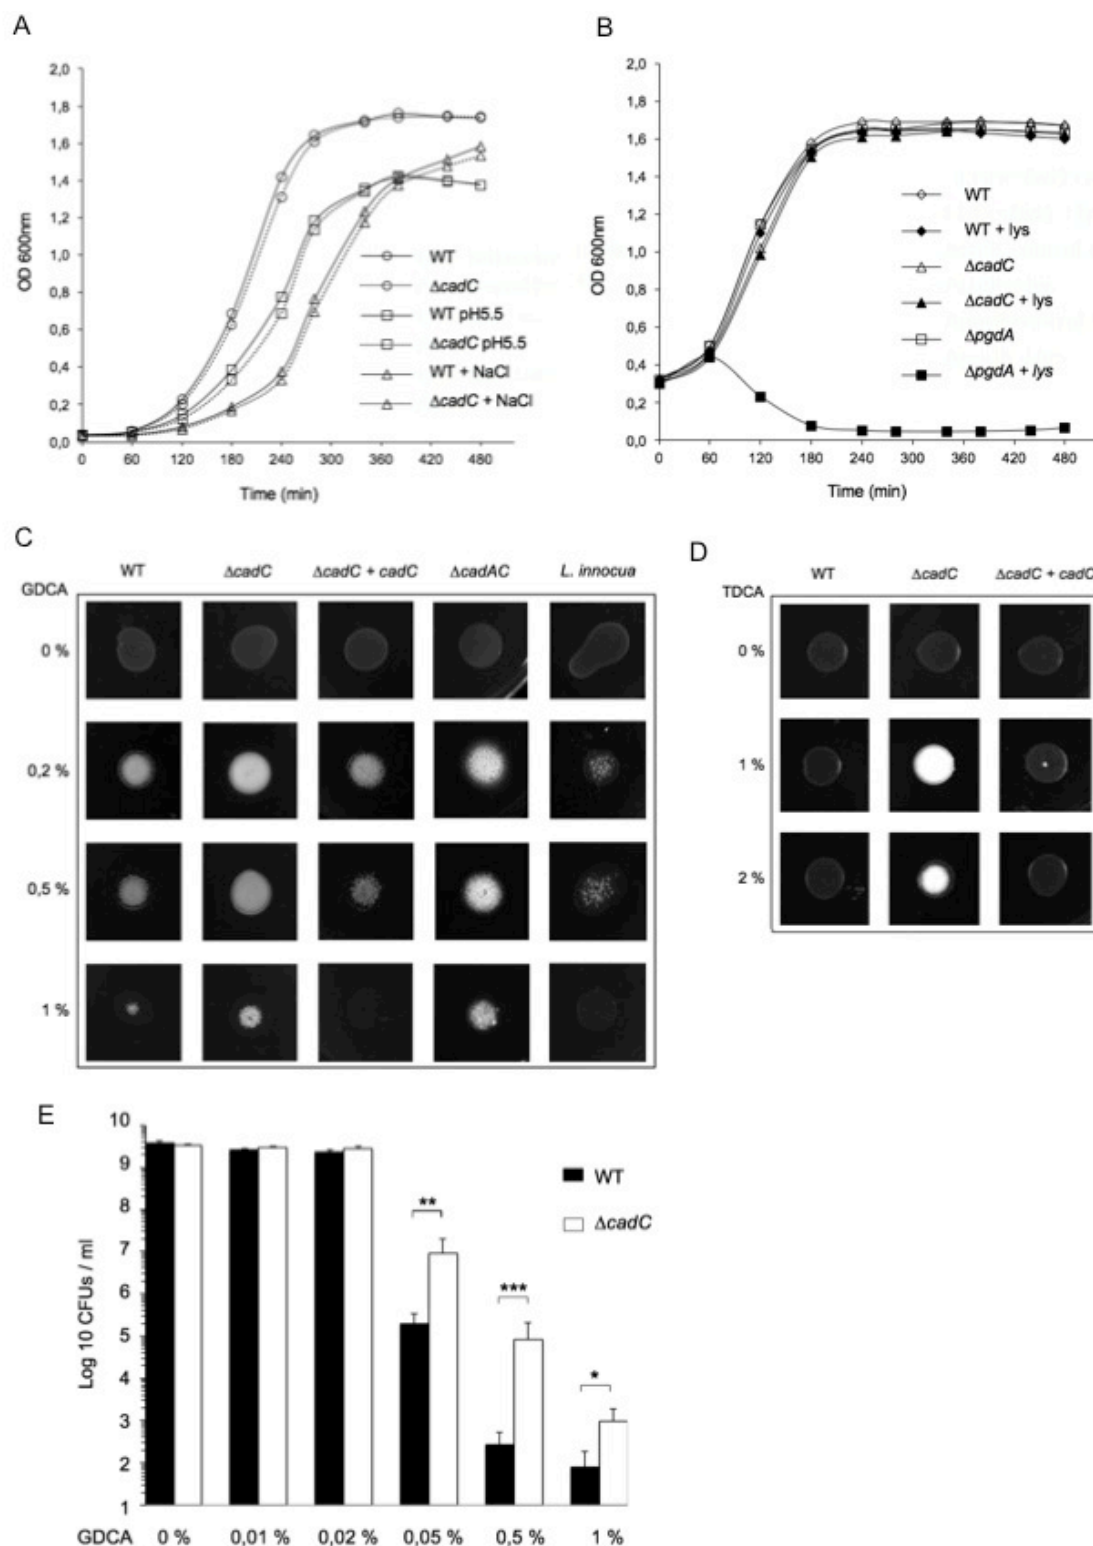 A
2,0
1,8
1,6
1,4
1,2
1,0
0,8
0,6
0,4
0,2
0,0
OD 600nm
0 60 120 180 240 300 360 420 480
Time (min)
WT
ΔcadC
WT pH5.5
ΔcadC pH5.5
WT + NaCl
ΔcadC + NaCl
B
2,0
1,8
1,6
1,4
1,2
1,0
0,8
0,6
0,4
0,2
0,0
OD 600nm
0 60 120 180 240 280 340 380 440 480
Time (min)
WT
WT + lys
ΔcadC
ΔcadC + lys
ΔpgdA
ΔpgdA + lys
C
GDCA WT ΔcadC ΔcadC + cadC ΔcadAC L. innocua
0 %
0,2 %
0,5 %
1 %
D
TDCA WT ΔcadC ΔcadC + cadC
0 %
1 %
2 %
E
10
9
8
7
6
5
4
3
2
1
Log 10 CFUs / ml
WT
ΔcadC
**
***
*
GDCA 0 % 0,01 % 0,02 % 0,05 % 0,5 % 1 %